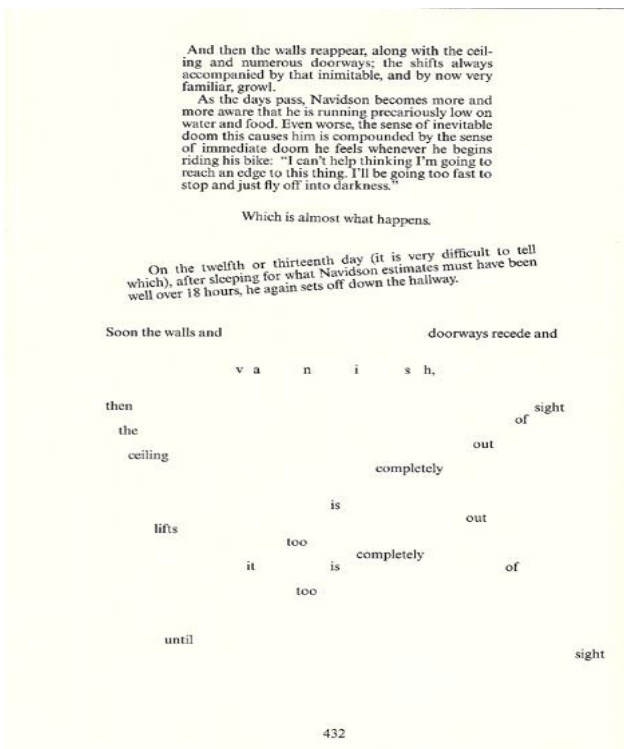 And then the walls reappear, along with the ceil-
ing and numerous doorways; the shifts always
accompanied by that inimitable, and by now very
familiar, growl.
As the days pass, Navidson becomes more and
more aware that he is running precariously low on
water and food. Even worse, the sense of inevitable
doom this causes him is compounded by the sense
of immediate doom he feels whenever he begins
riding his bike: "I can't help thinking I'm going to
reach an edge to this thing. I'll be going too fast to
stop and just fly off into darkness."
Which is almost what happens.
On the twelfth or thirteenth day (it is very difficult to tell
which), after sleeping for what Navidson estimates must have been
well over 18 hours, he again sets off down the hallway.
Soon the walls and doorways recede and
v a n i s h,
then sight
of
the
out
ceiling
completely
is
out
lifts
too
completely
it is of
too
until
sight
432